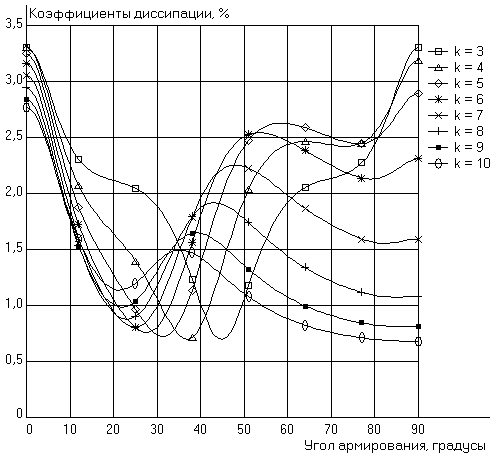 Коэффициенты диссипации, %
3,5
3,0
2,5
2,0
1,5
1,0
0,5
0
0 10 20 30 40 50 60 70 80 90
Угол армирования, градусы
k = 3
k = 4
k = 5
k = 6
k = 7
k = 8
k = 9
k = 10